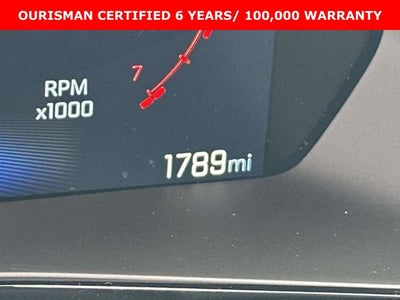 OURISMAN CERTIFIED 6 YEARS/ 100,000 WARRANTY
7
RPM
x1000
1789mi